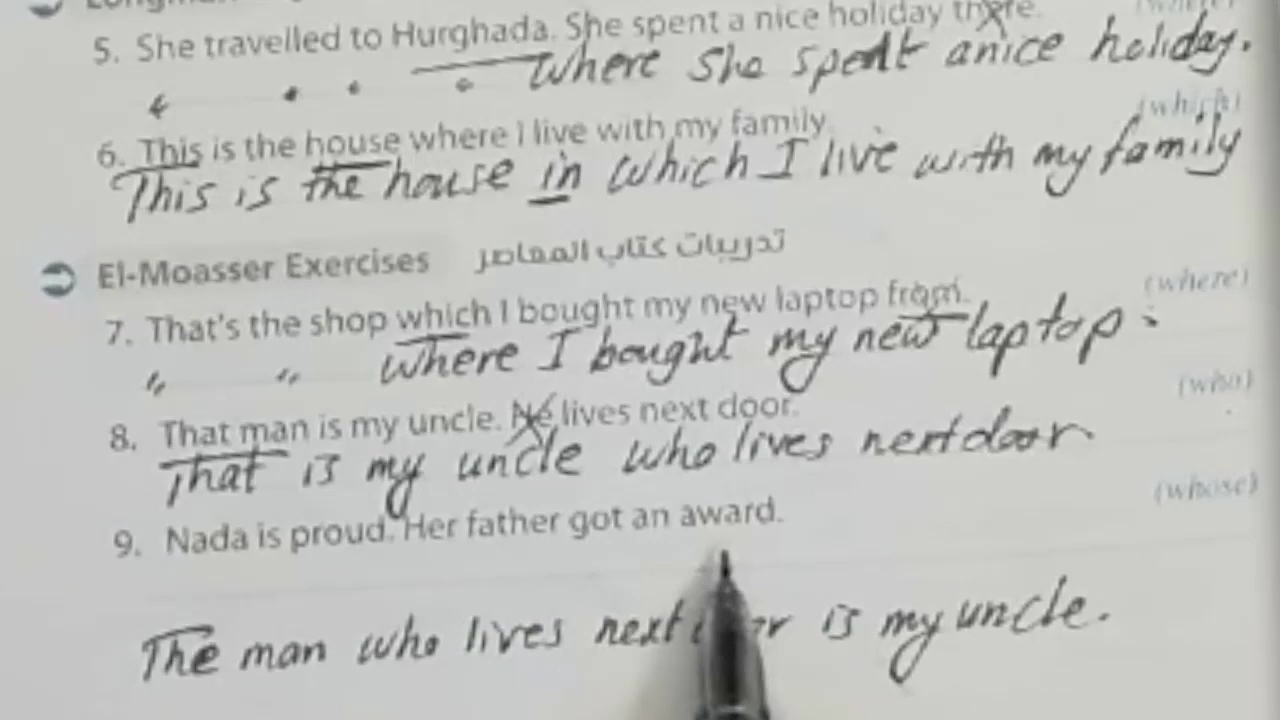 5. She travelled to Hurghada. She spent a nice holiday there.
where she spent a nice holiday.
6. This is the house where I live with my family. (which)
This is the house in which I live with my family
El-Moasser Exercises تدريبات كتاب المعاصر
7. That's the shop which I bought my new laptop from. (where)
" " where I bought my new laptop.
8. That man is my uncle. He lives next door. (who)
That is my uncle who lives next door.
9. Nada is proud. Her father got an award. (whose)
The man who lives next is my uncle.